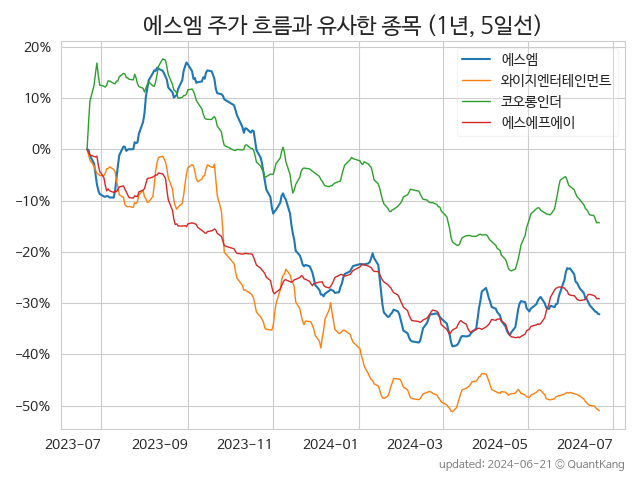 에스엠 주가 흐름과 유사한 종목 (1년, 5일선)
에스엠
와이지엔터테인먼트
코오롱인더
에스에프에이
20%
10%
0%
−10%
−20%
−30%
−40%
−50%
2023-07 2023-09 2023-11 2024-01 2024-03 2024-05 2024-07
updated: 2024-06-21 © QuantKang